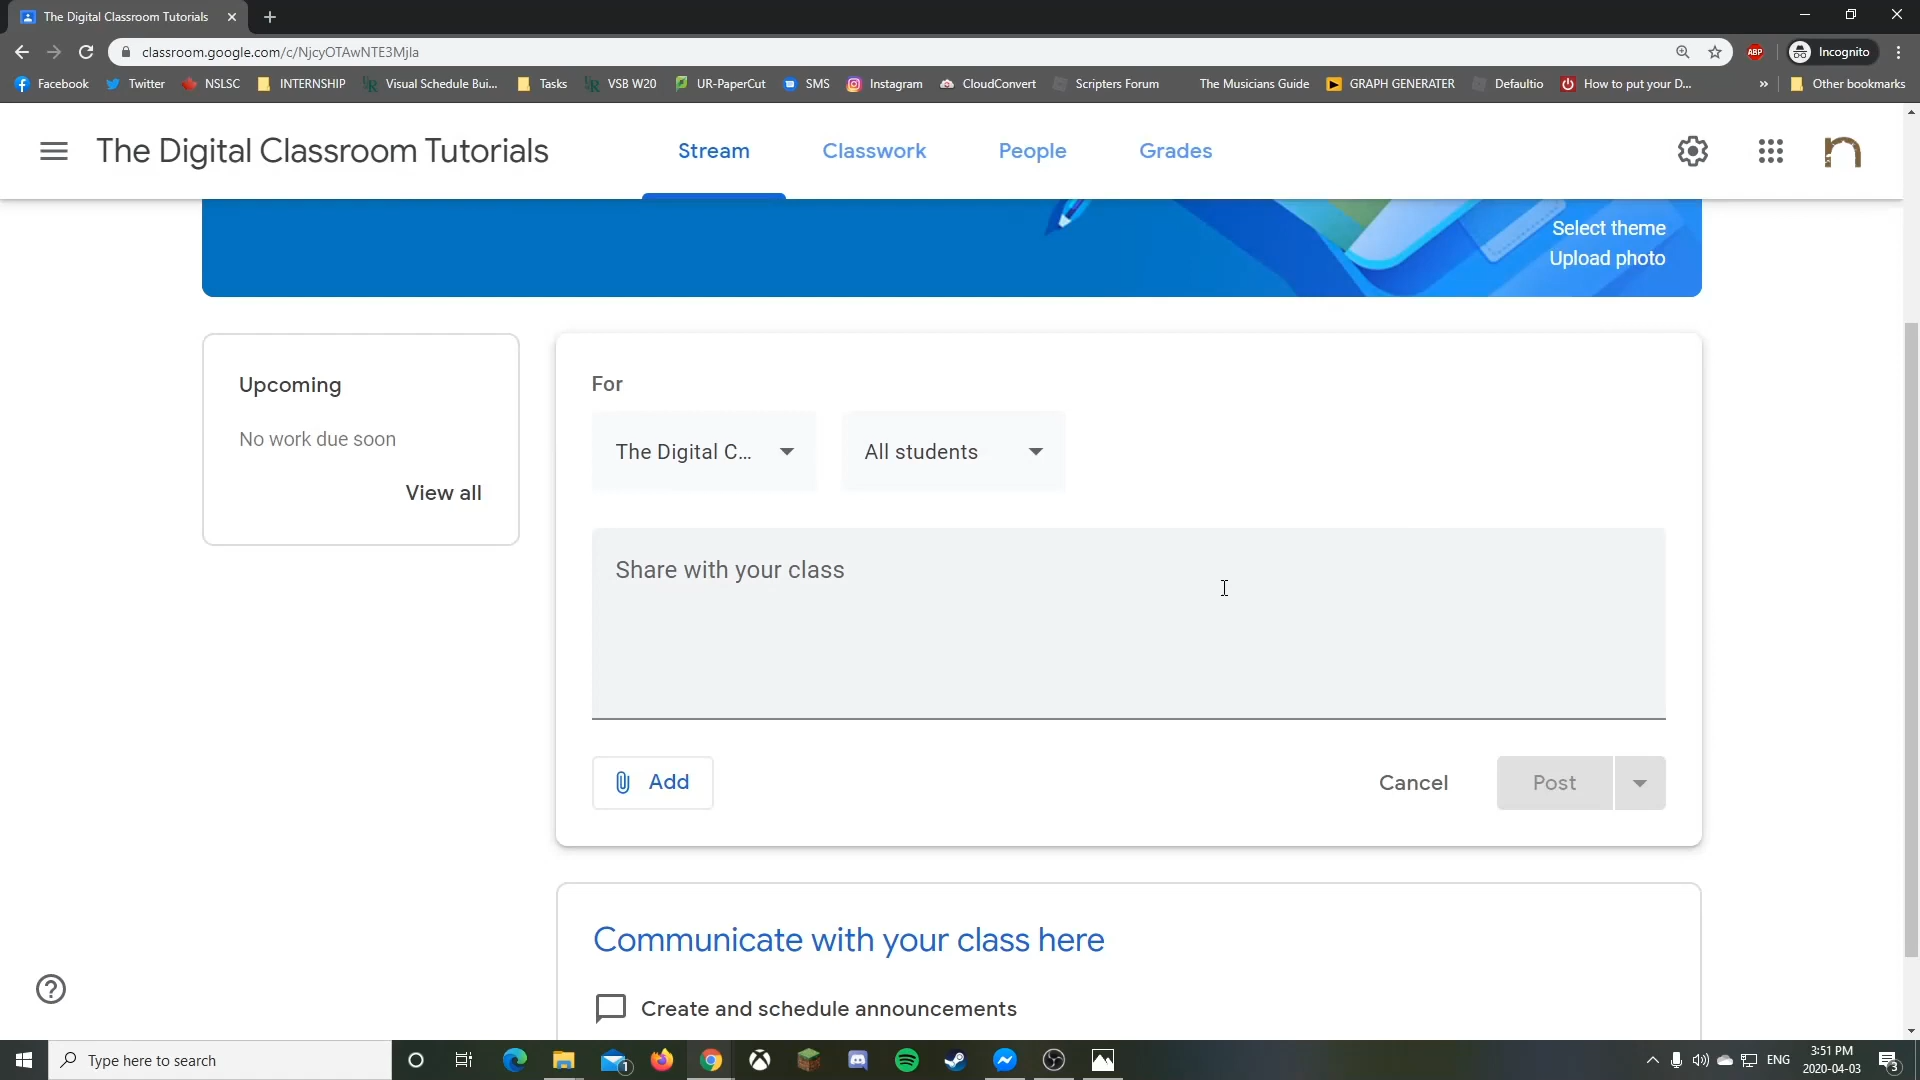 The Digital Classroom Tutorials
classroom.google.com/c/NjcyOTAwNTE3Mjla
ABP
Incognito
Facebook
Twitter
NSLSC
INTERNSHIP
Visual Schedule Bui...
Tasks
VSB W20
UR-PaperCut
SMS
Instagram
CloudConvert
Scripters Forum
The Musicians Guide
GRAPH GENERATER
Defaultio
How to put your D...
»
Other bookmarks
The Digital Classroom Tutorials
Stream
Classwork
People
Grades
Select theme
Upload photo
Upcoming
No work due soon
View all
For
The Digital C...
All students
Share with your class
Add
Cancel
Post
Communicate with your class here
Create and schedule announcements
Type here to search
1
ENG
3:51 PM
2020-04-03
3